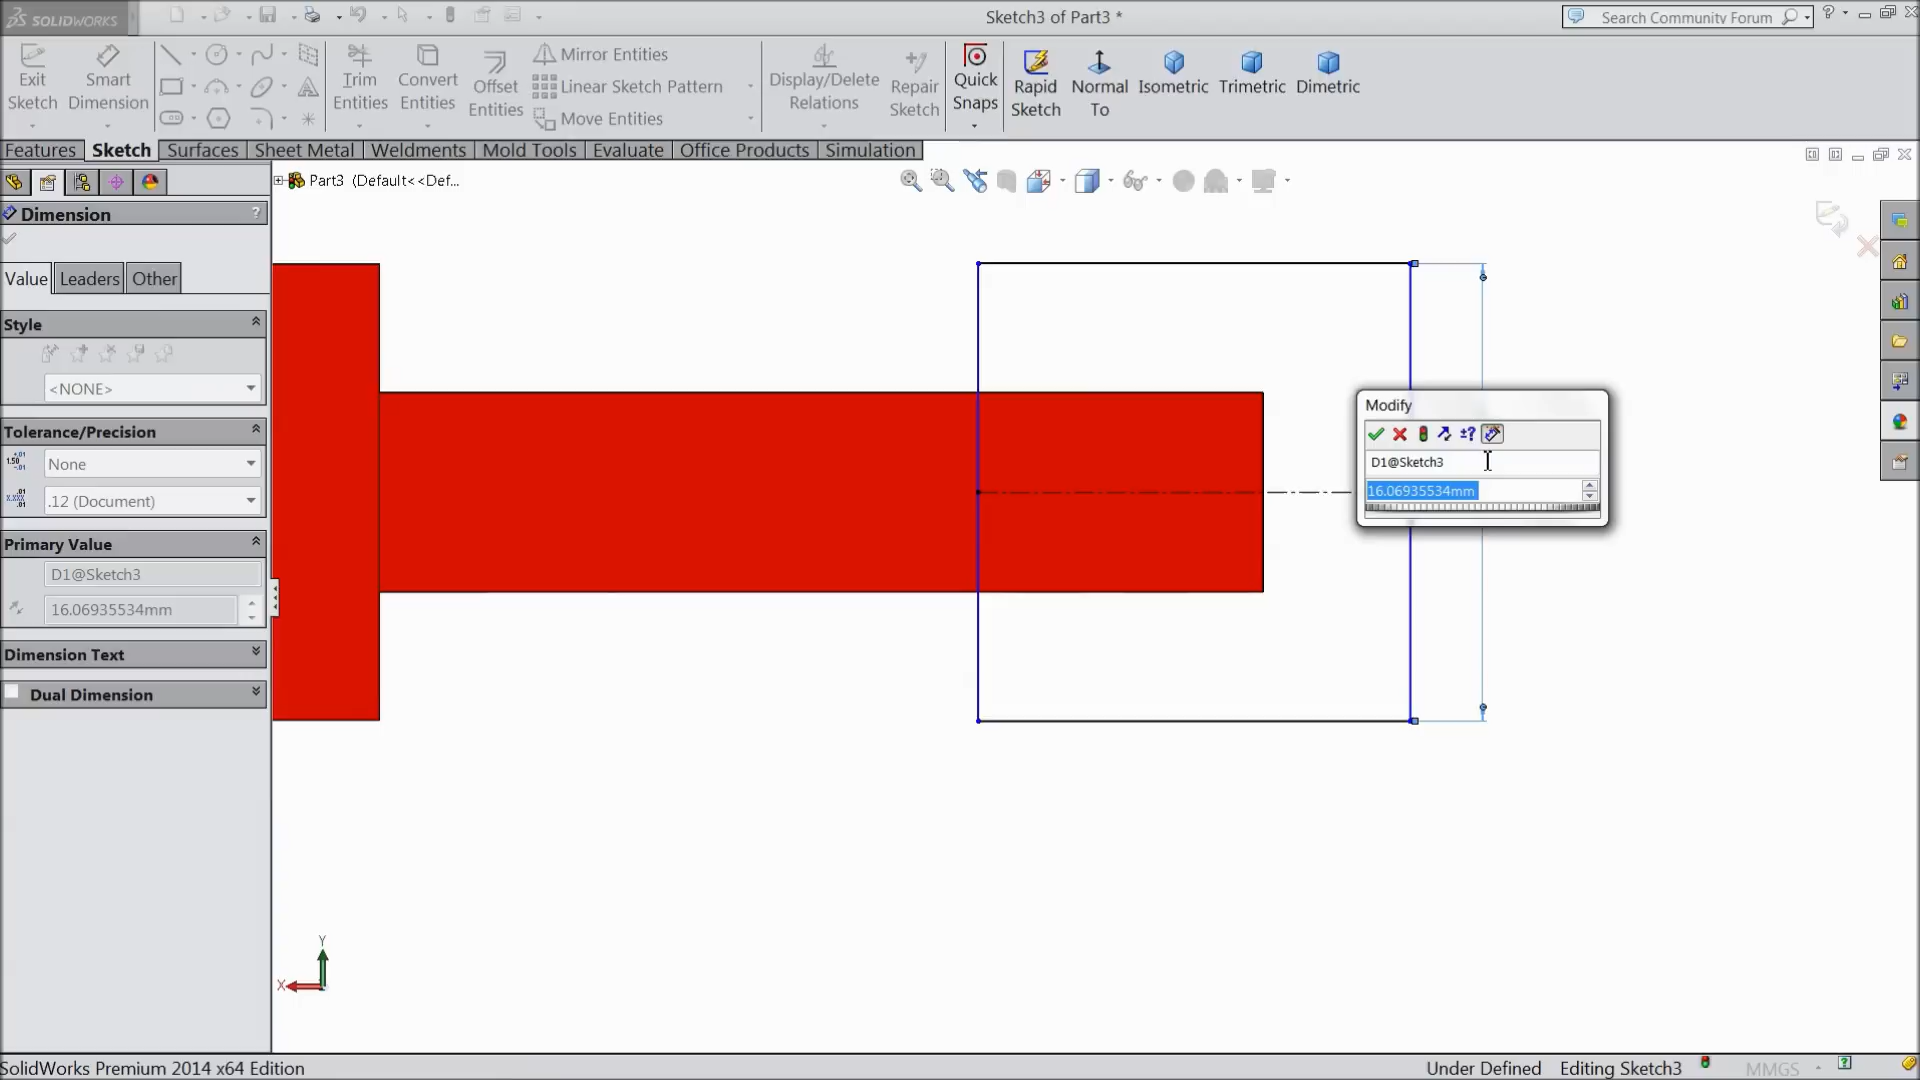 SOLIDWORKS
Sketch3 of Part3 *
Search Community Forum
Exit Sketch
Smart Dimension
Trim Entities
Convert Entities
Offset Entities
Mirror Entities
Linear Sketch Pattern
Move Entities
Display/Delete Relations
Repair Sketch
Quick Snaps
Rapid Sketch
Normal To
Isometric
Trimetric
Dimetric
Features
Sketch
Surfaces
Sheet Metal
Weldments
Mold Tools
Evaluate
Office Products
Simulation
Part3 (Default<<Def...
Dimension
?
Value
Leaders
Other
Style
<NONE>
Tolerance/Precision
None
.12 (Document)
Primary Value
D1@Sketch3
16.06935534mm
Dimension Text
Dual Dimension
Modify
D1@Sketch3
16.06935534mm
Y
X
SolidWorks Premium 2014 x64 Edition
Under Defined
Editing Sketch3
MMGS